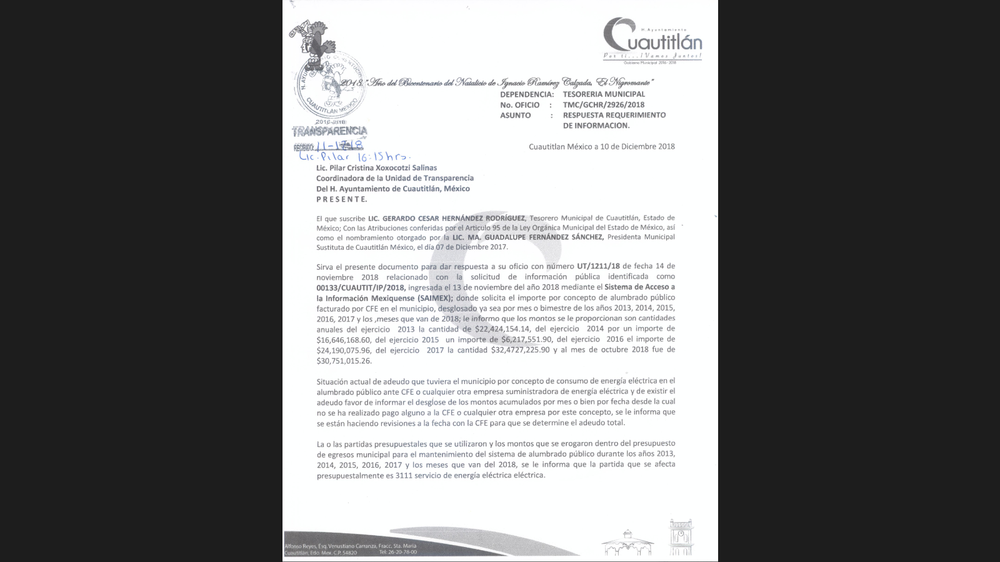 H. Ayuntamiento
Cuautitlán
Por ti...¡Vamos Juntos!
Gobierno Municipal 2016-2018
H. AYUN
CUAUTITLAN MEXICO
2018. "Año del Bicentenario del Natalicio de Ignacio Ramírez Calzada, El Nigromante"
DEPENDENCIA: TESORERIA MUNICIPAL
No. OFICIO : TMC/GCHR/2926/2018
ASUNTO : RESPUESTA REQUERIMIENTO
DE INFORMACION.
2016-2018
TRANSPARENCIA
RECIBIDO:
Lic. Pilar 16:15 hrs.
Cuautitlan México a 10 de Diciembre 2018
Lic. Pilar Cristina Xoxocotzi Salinas
Coordinadora de la Unidad de Transparencia
Del H. Ayuntamiento de Cuautitlán, México
P R E S E N T E.
El que suscribe LIC. GERARDO CESAR HERNÁNDEZ RODRÍGUEZ, Tesorero Municipal de Cuautitlán, Estado de
México; Con las Atribuciones conferidas por el Articulo 95 de la Ley Orgánica Municipal del Estado de México, así
como el nombramiento otorgado por la LIC. MA. GUADALUPE FERNÁNDEZ SÁNCHEZ, Presidenta Municipal
Sustituta de Cuautitlán México, el día 07 de Diciembre 2017.
Sirva el presente documento para dar respuesta a su oficio con número UT/1211/18 de fecha 14 de
noviembre 2018 relacionado con la solicitud de información pública identificada como
00133/CUAUTIT/IP/2018, ingresada el 13 de noviembre del año 2018 mediante el Sistema de Acceso a
la Información Mexiquense (SAIMEX); donde solicita el importe por concepto de alumbrado público
facturado por CFE en el municipio, desglosado ya sea por mes o bimestre de los años 2013, 2014, 2015,
2016, 2017 y los ,meses que van de 2018; le informo que los montos se le proporcionan son cantidades
anuales del ejercicio 2013 la cantidad de $22,424,154.14, del ejercicio 2014 por un importe de
$16,646,168.60, del ejercicio 2015 un importe de $6,217,551.90, del ejercicio 2016 el importe de
$24,190,075.96, del ejercicio 2017 la cantidad $32,4727,225.90 y al mes de octubre 2018 fue de
$30,751,015.26.
Situación actual de adeudo que tuviera el municipio por concepto de consumo de energía eléctrica en el
alumbrado público ante CFE o cualquier otra empresa suministradora de energía eléctrica y de existir el
adeudo favor de informar el desglose de los montos acumulados por mes o bien por fecha desde la cual
no se ha realizado pago alguno a la CFE o cualquier otra empresa por este concepto, se le informa que
se están haciendo revisiones a la fecha con la CFE para que se determine el adeudo total.
La o las partidas presupuestales que se utilizaron y los montos que se erogaron dentro del presupuesto
de egresos municipal para el mantenimiento del sistema de alumbrado público durante los años 2013,
2014, 2015, 2016, 2017 y los meses que van del 2018, se le informa que la partida que se afecta
presupuestalmente es 3111 servicio de energía eléctrica eléctrica.
Alfonso Reyes, Esq. Venustiano Carranza, Fracc. Sta. María
Cuautitlán, Edo. Mex. C.P. 54820 Tel: 26-20-78-00